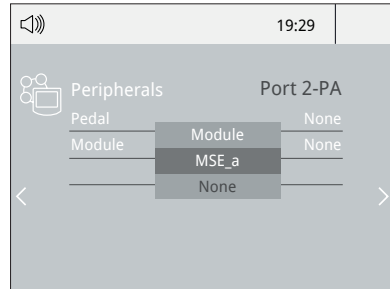 19:29
Peripherals Port 2-PA
Pedal None
Module None
Module
MSE_a
None